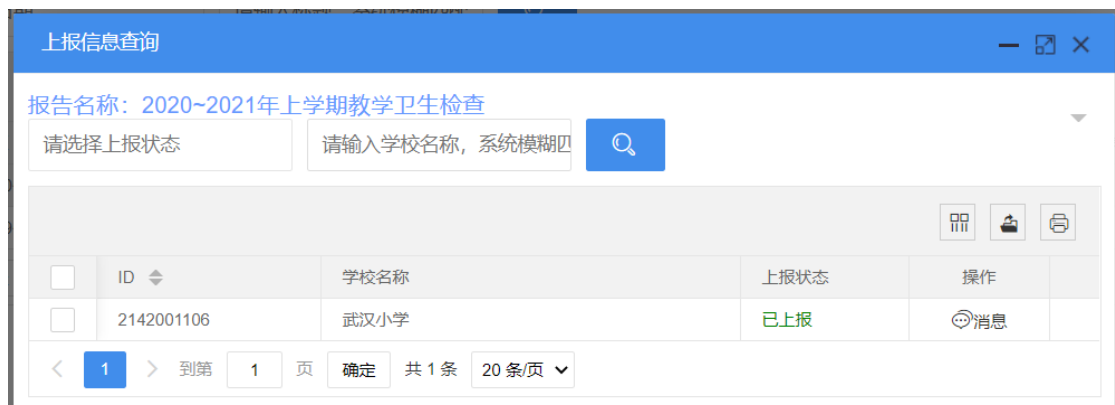 上报信息查询
报告名称：2020~2021年上学期教学卫生检查
请选择上报状态 请输入学校名称，系统模糊匹
ID 学校名称 上报状态 操作
2142001106 武汉小学 已上报 消息
1 到第 1 页 确定 共 1 条 20 条/页